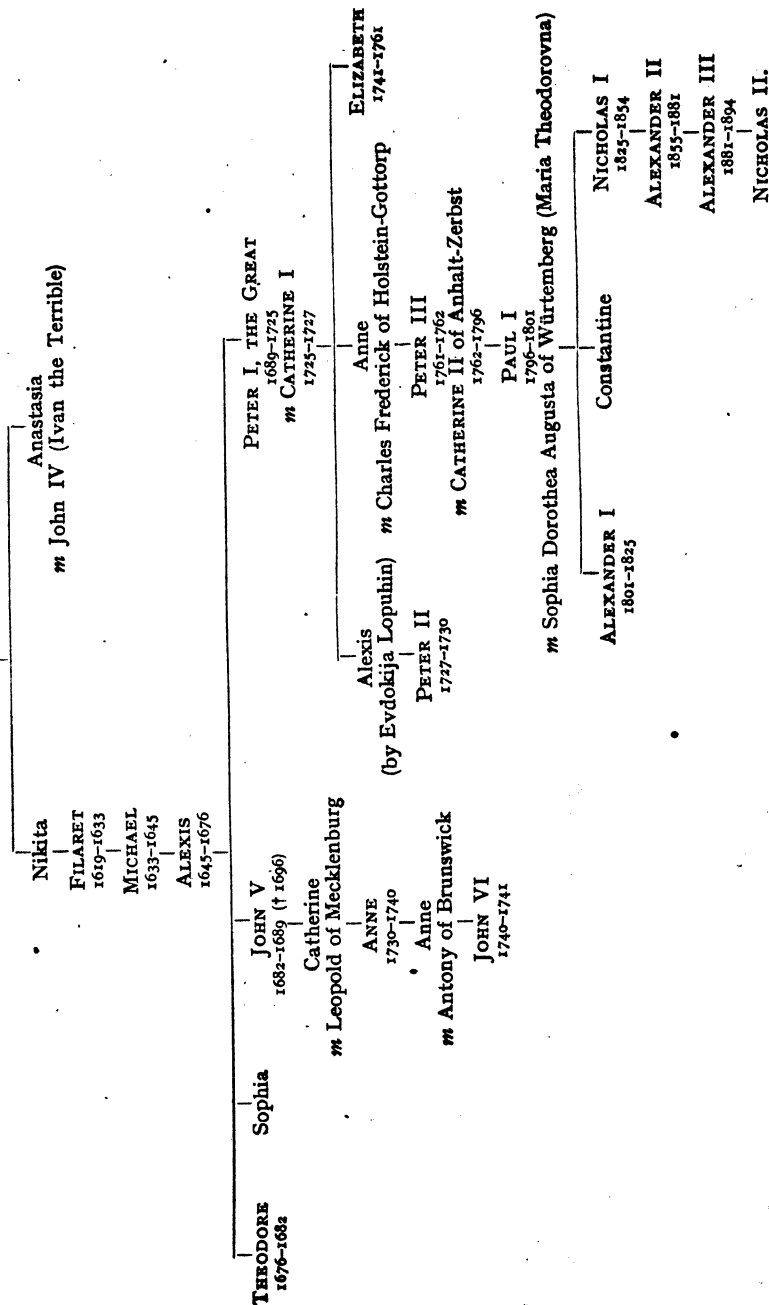 Nikita
FILARET
1619–1633
MICHAEL
1633–1645
ALEXIS
1645–1676
Anastasia
m John IV (Ivan the Terrible)
THEODORE
1676–1682
Sophia
JOHN V
1682–1689 († 1696)
Catherine
m Leopold of Mecklenburg
ANNE
1730–1740
Anne
m Antony of Brunswick
JOHN VI
1740–1741
PETER I, THE GREAT
1689–1725
m CATHERINE I
1725–1727
Alexis
(by Evdokija Lopuhin)
PETER II
1727–1730
Anne
m Charles Frederick of Holstein-Gottorp
PETER III
1761–1762
m CATHERINE II of Anhalt-Zerbst
1762–1796
PAUL I
1796–1801
m Sophia Dorothea Augusta of Würtemberg (Maria Theodorovna)
ELIZABETH
1741–1761
ALEXANDER I
1801–1825
Constantine
NICHOLAS I
1825–1854
ALEXANDER II
1855–1881
ALEXANDER III
1881–1894
NICHOLAS II.